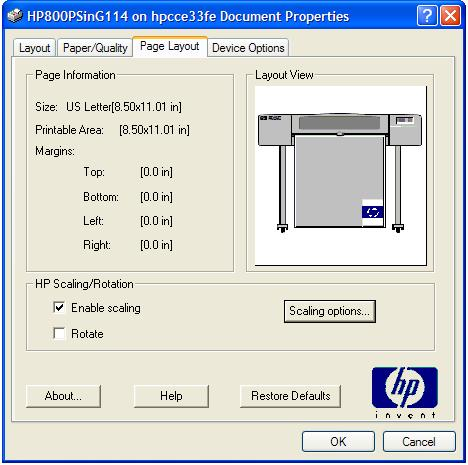 HP800PSinG114 on hpcce33fe Document Properties
Layout Paper/Quality Page Layout Device Options
Page Information
Size: US Letter[8.50x11.01 in]
Printable Area: [8.50x11.01 in]
Margins:
Top: [0.0 in]
Bottom: [0.0 in]
Left: [0.0 in]
Right: [0.0 in]
Layout View
hp
HP Scaling/Rotation
Enable scaling
Scaling options...
Rotate
About...
Help
Restore Defaults
hp
invent
OK
Cancel